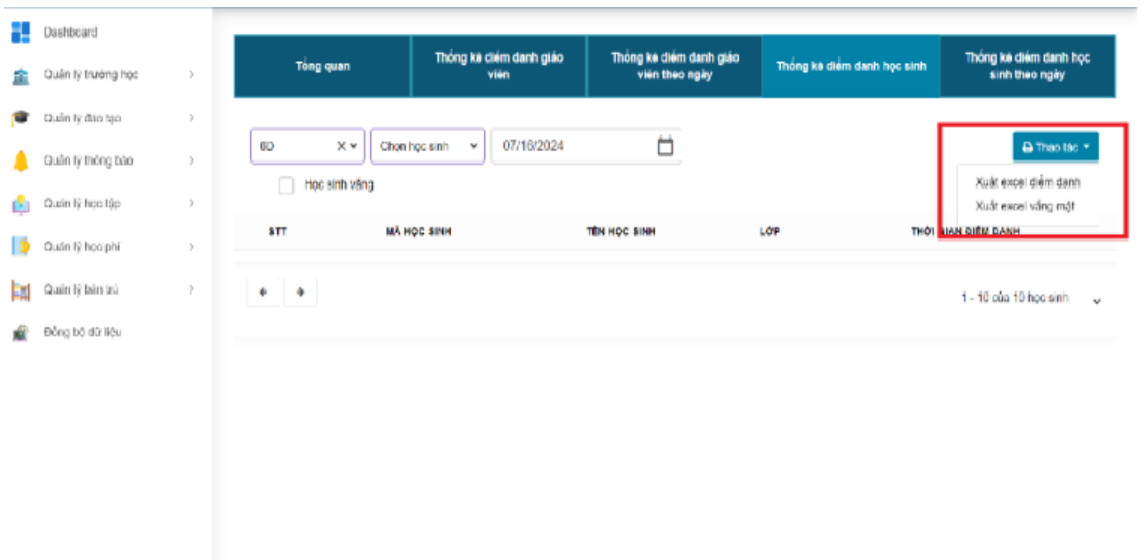 Dashboard
Quản lý trường học
Quản lý đào tạo
Quản lý thông báo
Quản lý học tập
Quản lý học phí
Quản lý bán trú
Đồng bộ dữ liệu
Tổng quan
Thống kê điểm danh giáo
viên
Thống kê điểm danh giáo
viên theo ngày
Thống kê điểm danh học sinh
Thống kê điểm danh học
sinh theo ngày
6D
Chọn học sinh
07/16/2024
Thao tác
Học sinh vắng
Xuất excel điểm danh
Xuất excel vắng mặt
STT
MÃ HỌC SINH
TÊN HỌC SINH
LỚP
THỜI GIAN ĐIỂM DANH
1 - 10 của 10 học sinh